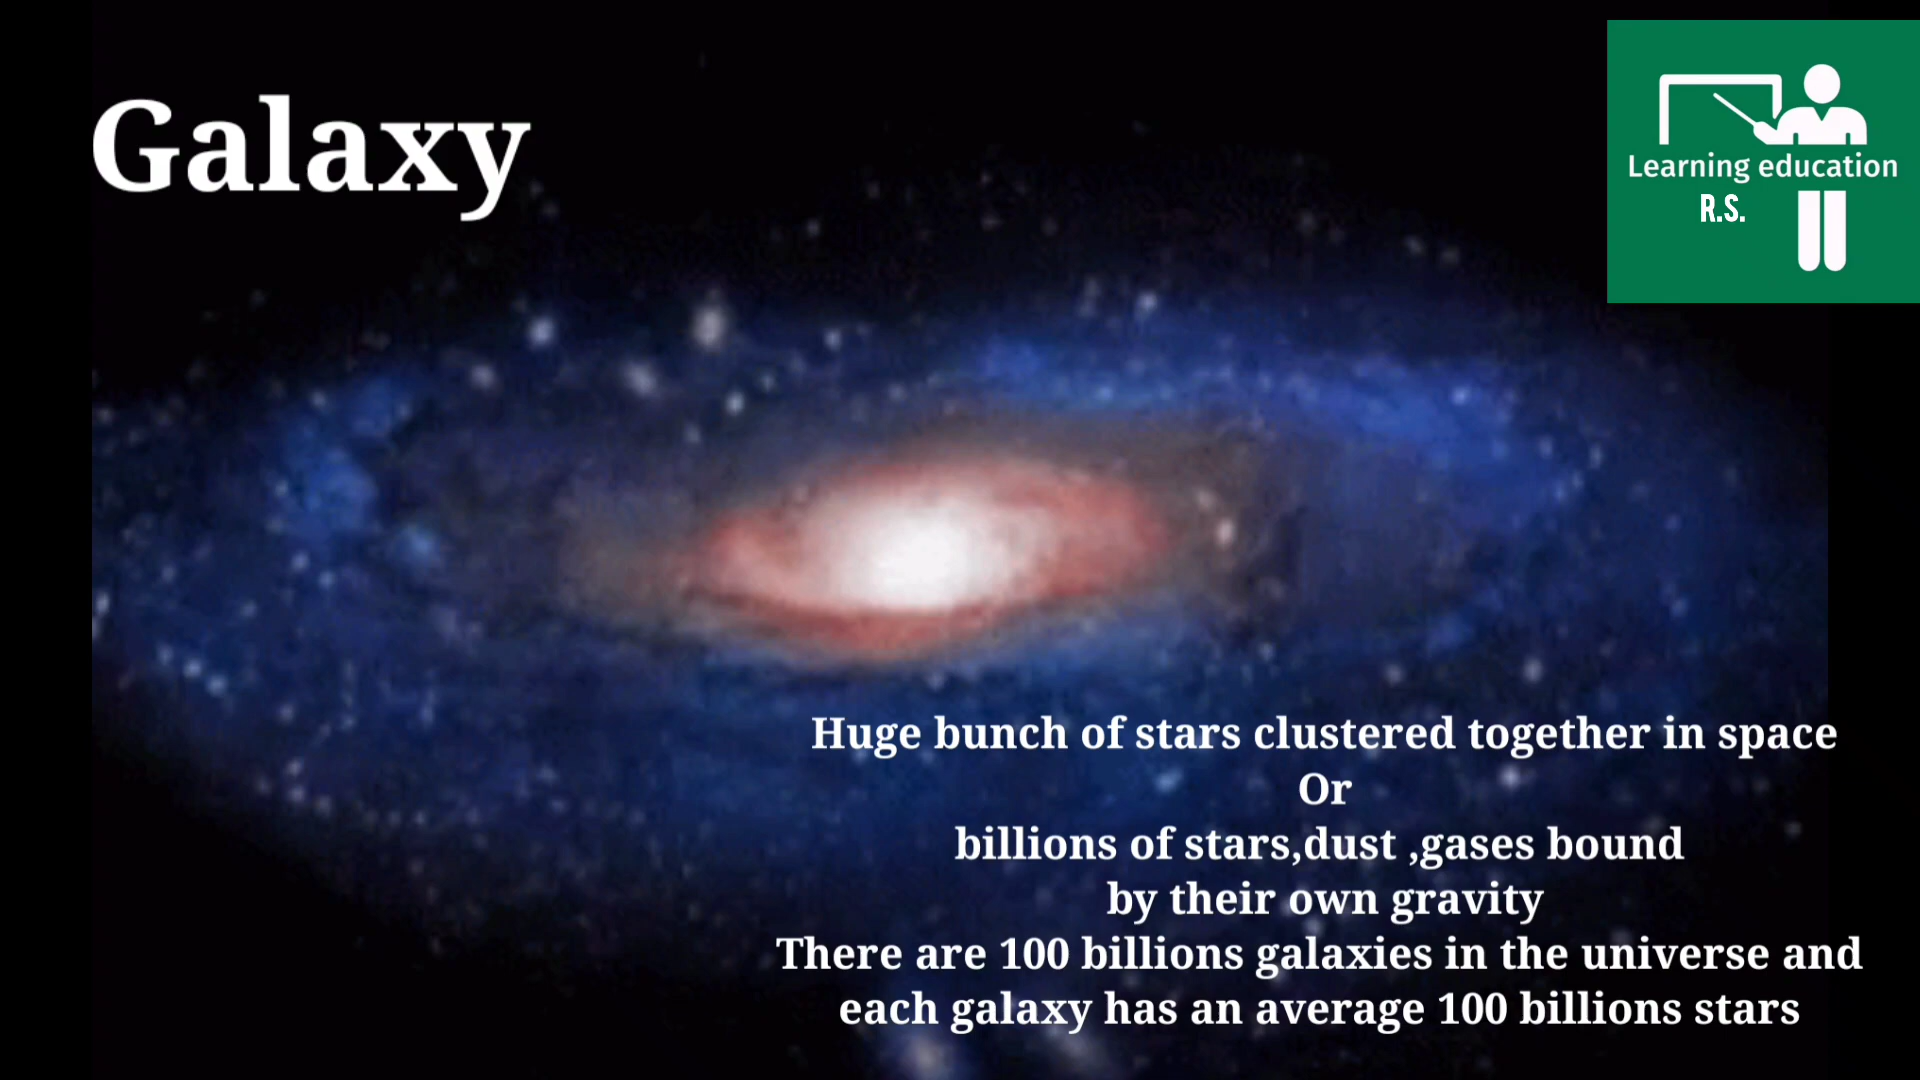 Galaxy
Learning education
R.S.
Huge bunch of stars clustered together in space
Or
billions of stars,dust ,gases bound
by their own gravity
There are 100 billions galaxies in the universe and
each galaxy has an average 100 billions stars